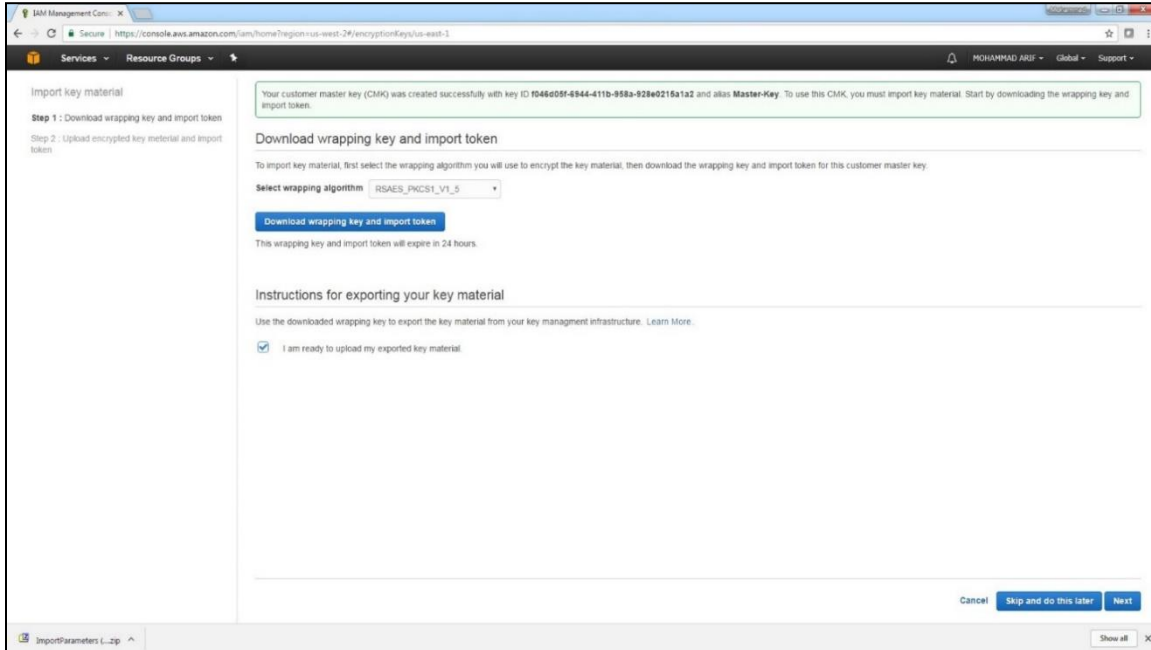 IAM Management Cons
Secure | https://console.aws.amazon.com/iam/home?region=us-west-2#/encryptionKeys/us-east-1
Services Resource Groups MOHAMMAD ARIF Global Support
Import key material
Step 1 : Download wrapping key and import token
Step 2 : Upload encrypted key meterial and import
token
Your customer master key (CMK) was created successfully with key ID f046d05f-6944-411b-958a-928e0215a1a2 and alias Master-Key. To use this CMK, you must import key material. Start by downloading the wrapping key and
import token.
Download wrapping key and import token
To import key material, first select the wrapping algorithm you will use to encrypt the key material, then download the wrapping key and import token for this customer master key.
Select wrapping algorithm RSAES_PKCS1_V1_5
Download wrapping key and import token
This wrapping key and import token will expire in 24 hours.
Instructions for exporting your key material
Use the downloaded wrapping key to export the key material from your key managment infrastructure. Learn More.
I am ready to upload my exported key material.
Cancel Skip and do this later Next
ImportParameters (....zip Show all